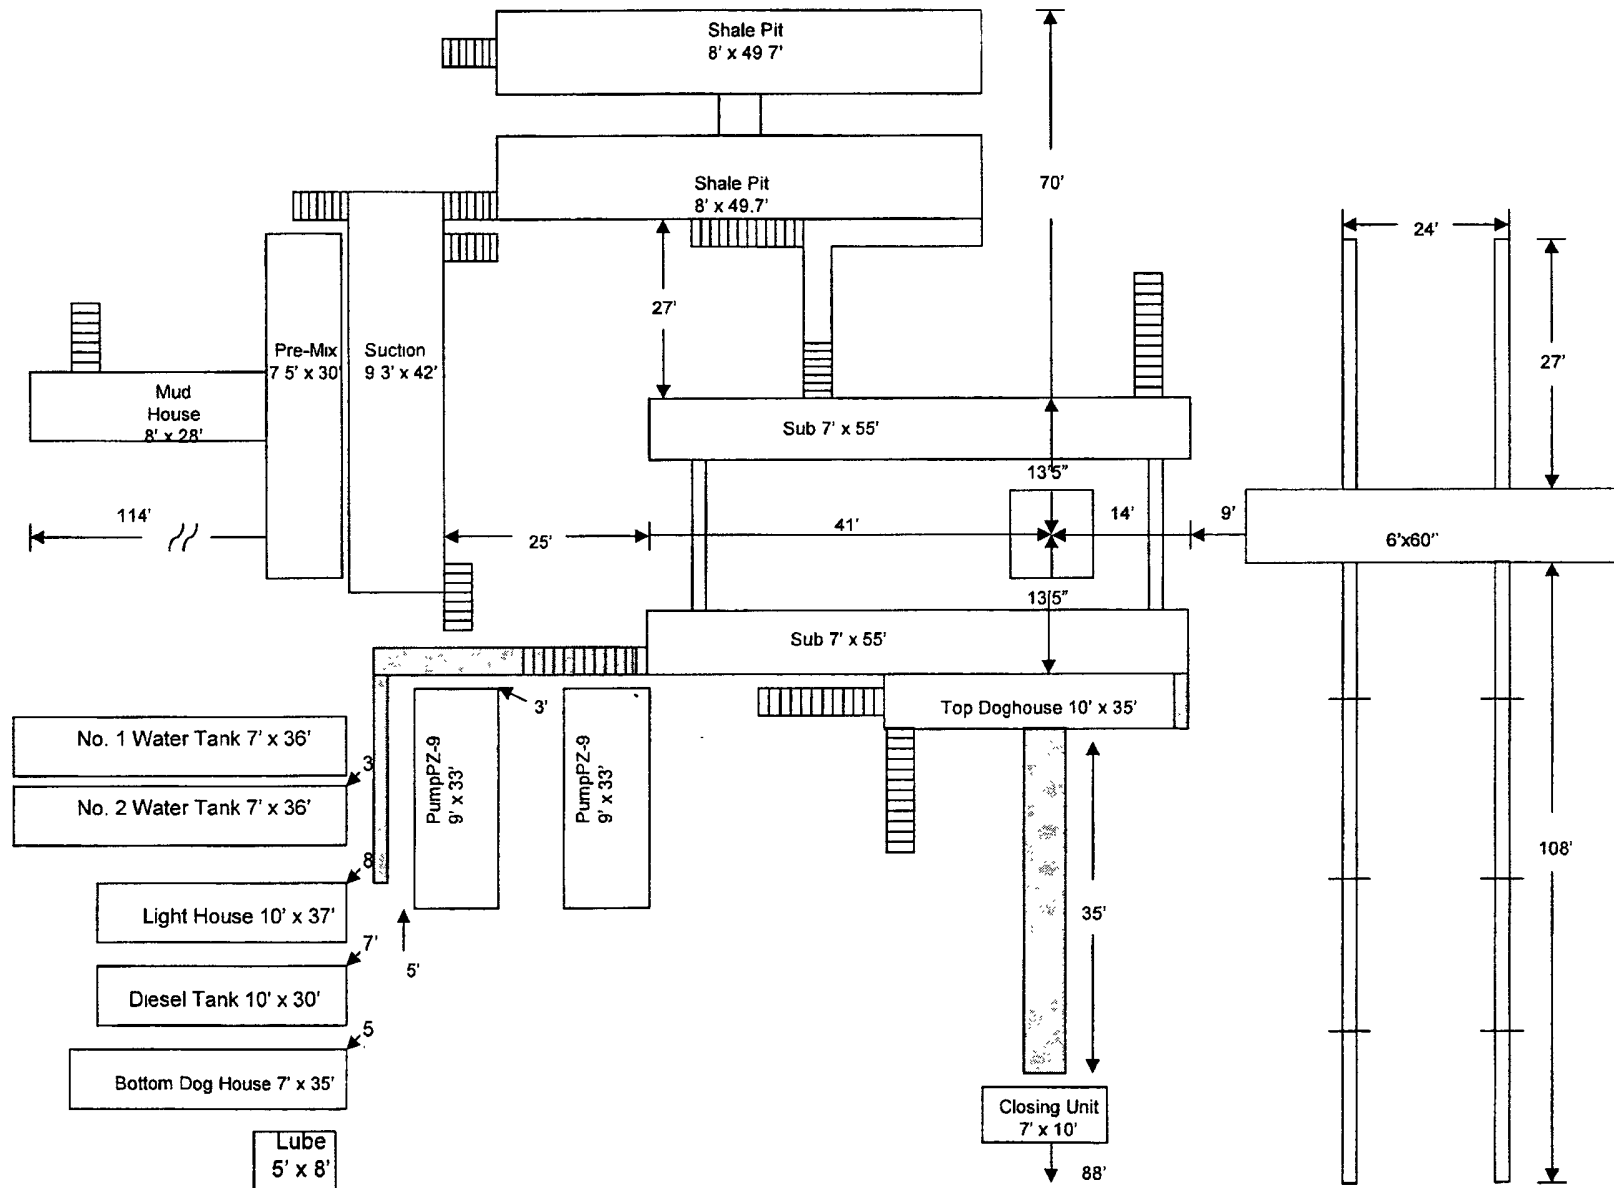 Shale Pit
8' x 49 7'
Shale Pit
8' x 49.7'
70'
24'
27'
27'
Pre-Mix
7 5' x 30'
Suction
9 3' x 42'
Mud
House
8' x 28'
Sub 7' x 55'
13'5"
114'
25'
41'
14'
9'
6'x60"
13'5"
Sub 7' x 55'
3'
Top Doghouse 10' x 35'
No. 1 Water Tank 7' x 36'
3
No. 2 Water Tank 7' x 36'
PumpPZ-9
9' x 33'
PumpPZ-9
9' x 33'
8
108'
Light House 10' x 37'
35'
7'
5'
Diesel Tank 10' x 30'
5
Bottom Dog House 7' x 35'
Closing Unit
7' x 10'
Lube
5' x 8'
88'